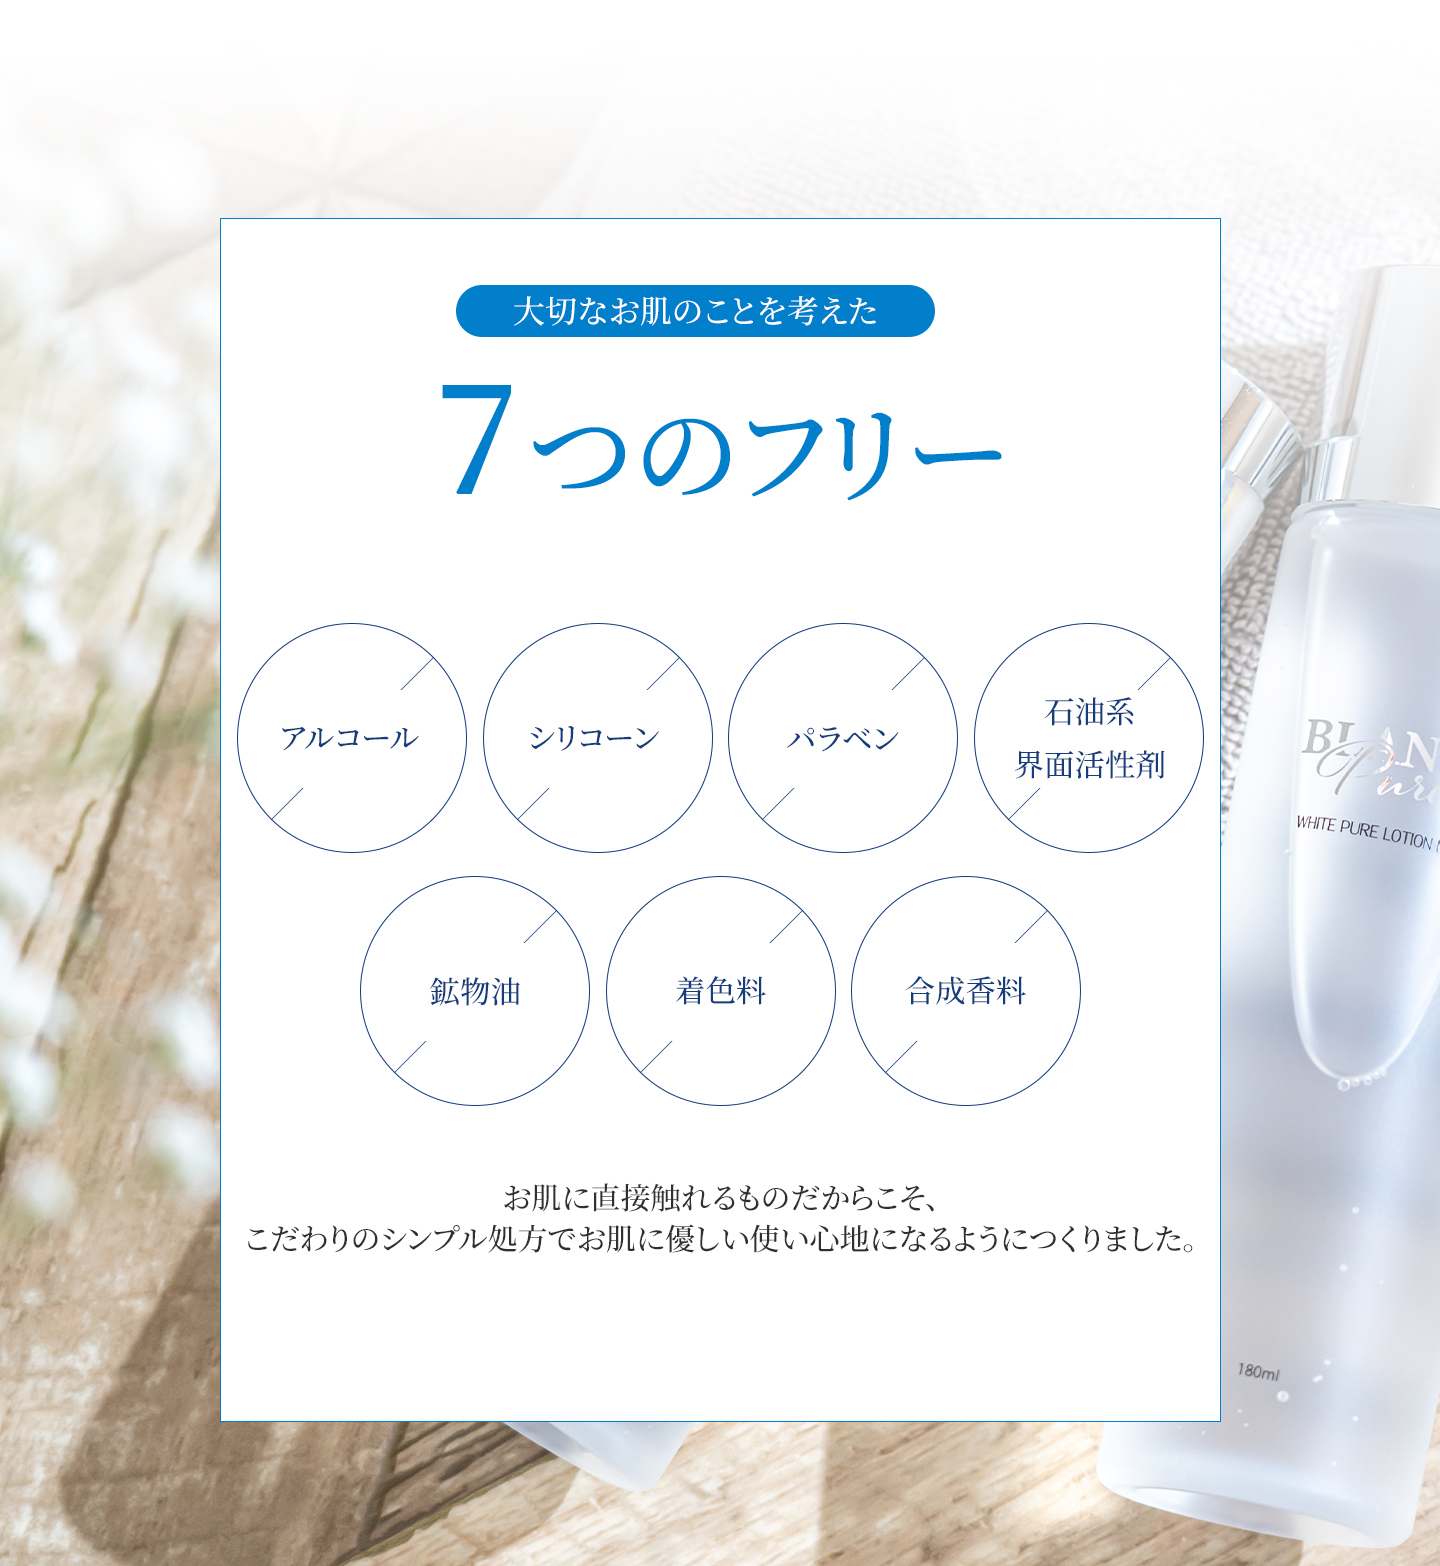 大切なお肌のことを考えた
7つのフリー
アルコール
シリコーン
パラベン
石油系
界面活性剤
鉱物油
着色料
合成香料
お肌に直接触れるものだからこそ、
こだわりのシンプル処方でお肌に優しい使い心地になるようにつくりました。
BLAN
Pure
WHITE PURE LOTION
180ml